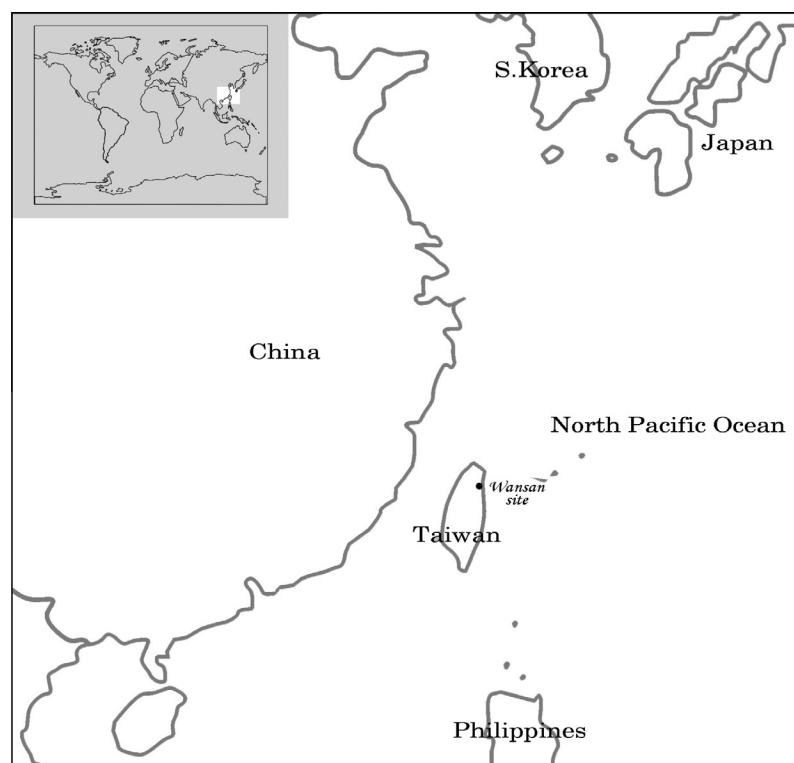 S.Korea
Japan
China
North Pacific Ocean
Wansan
site
Taiwan
Philippines